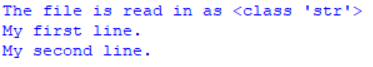 The file is read in as <class 'str'>
My first line.
My second line.